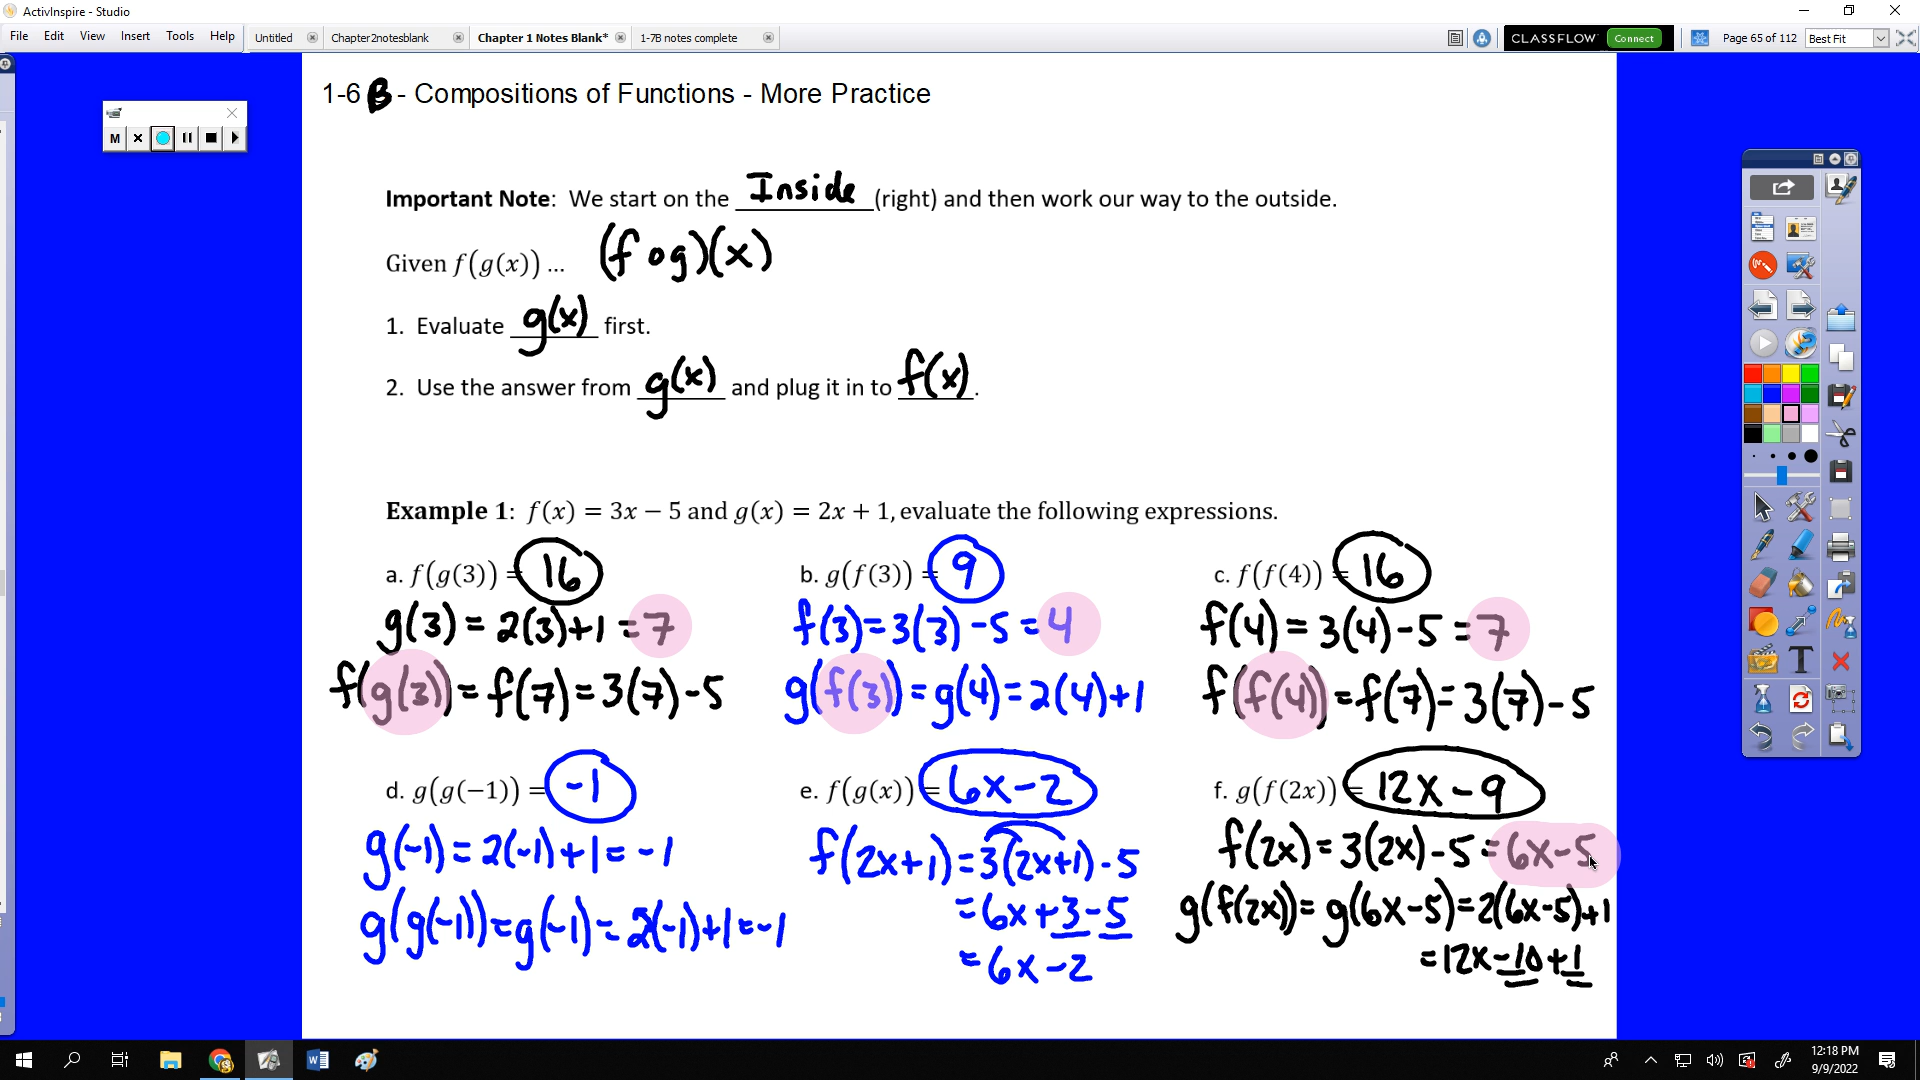 ActivInspire - Studio
File Edit View Insert Tools Help Untitled Chapter2notesblank Chapter 1 Notes Blank* 1-7B notes complete CLASSFLOW Connect Page 65 of 112 Best Fit
1-6 B - Compositions of Functions - More Practice
M
Important Note: We start on the Inside (right) and then work our way to the outside.
Given f(g(x)) ... (f∘g)(x)
1. Evaluate g(x) first.
2. Use the answer from g(x) and plug it in to f(x).
Example 1: f(x) = 3x − 5 and g(x) = 2x + 1, evaluate the following expressions.
a. f(g(3)) = 16
g(3) = 2(3)+1 = 7
f(g(3)) = f(7) = 3(7)-5
b. g(f(3)) = 9
f(3)=3(3)-5=4
g(f(3)) = g(4)=2(4)+1
c. f(f(4)) = 16
f(4) = 3(4)-5 = 7
f(f(4)) = f(7) = 3(7)-5
d. g(g(−1)) = -1
g(-1) = 2(-1)+1 = -1
g(g(-1)) = g(-1) = 2(-1)+1 = -1
e. f(g(x)) = 6x-2
f(2x+1) = 3(2x+1)-5
= 6x+3-5
= 6x-2
f. g(f(2x)) = 12x-9
f(2x) = 3(2x)-5 = 6x-5
g(f(2x)) = g(6x-5) = 2(6x-5)+1
= 12x-10+1
12:18 PM
9/9/2022